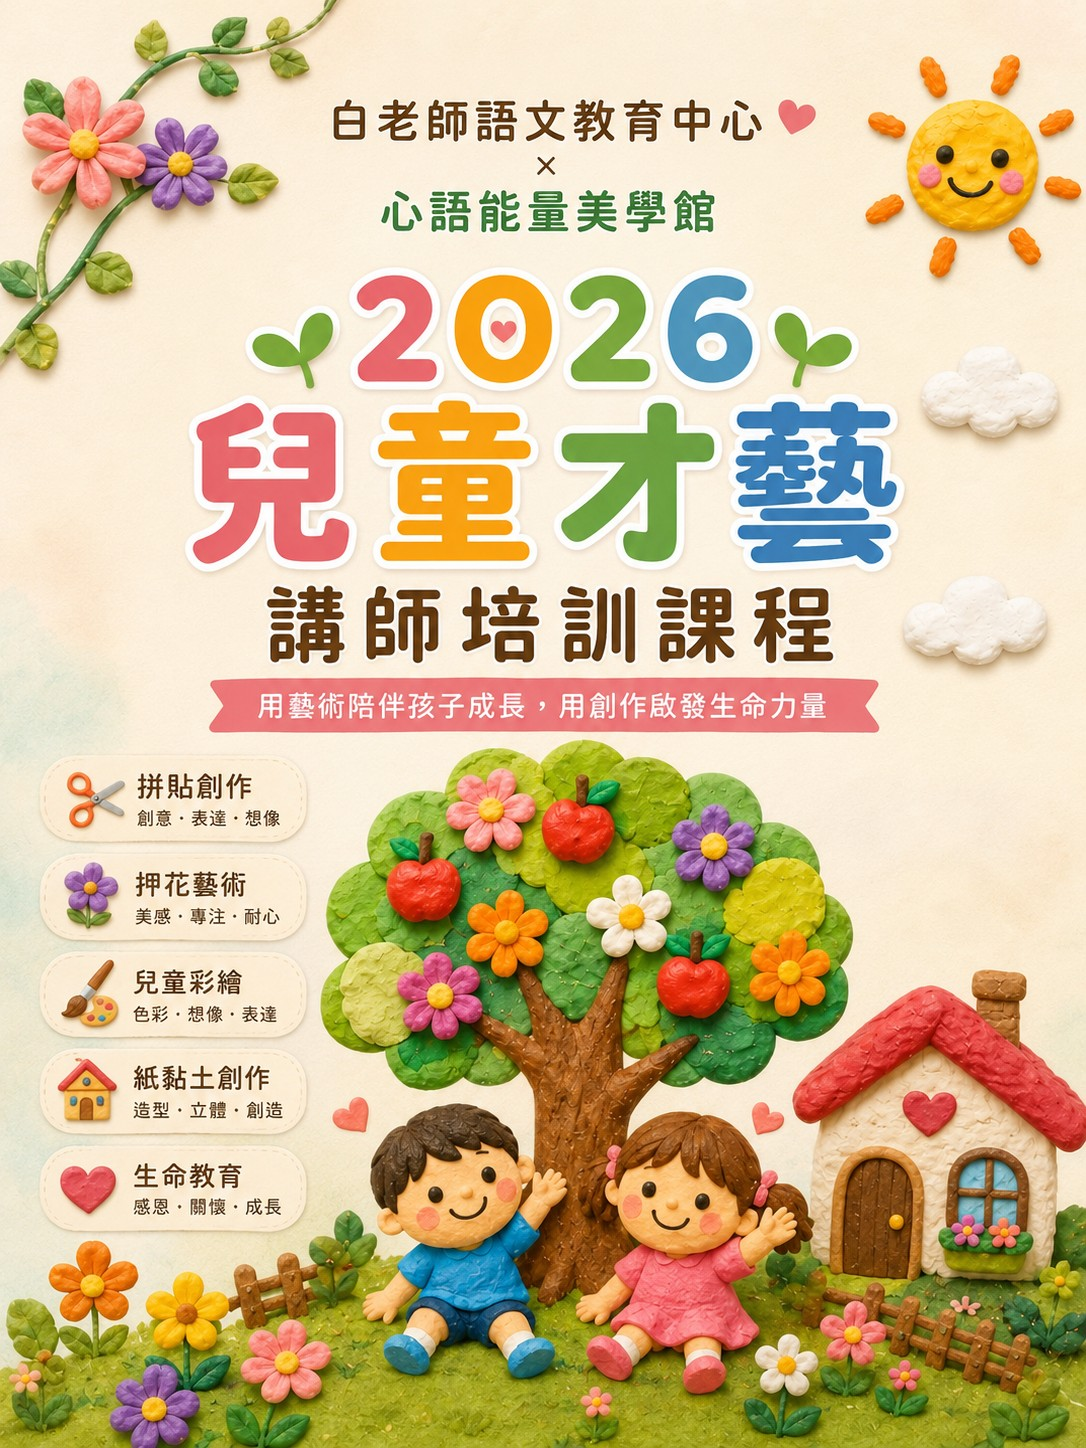 白老師語文教育中心
×
心語能量美學館
2026
兒童才藝
講師培訓課程
用藝術陪伴孩子成長，用創作啟發生命力量
拼貼創作
創意·表達·想像
押花藝術
美感·專注·耐心
兒童彩繪
色彩·想像·表達
紙黏土創作
造型·立體·創造
生命教育
感恩·關懷·成長